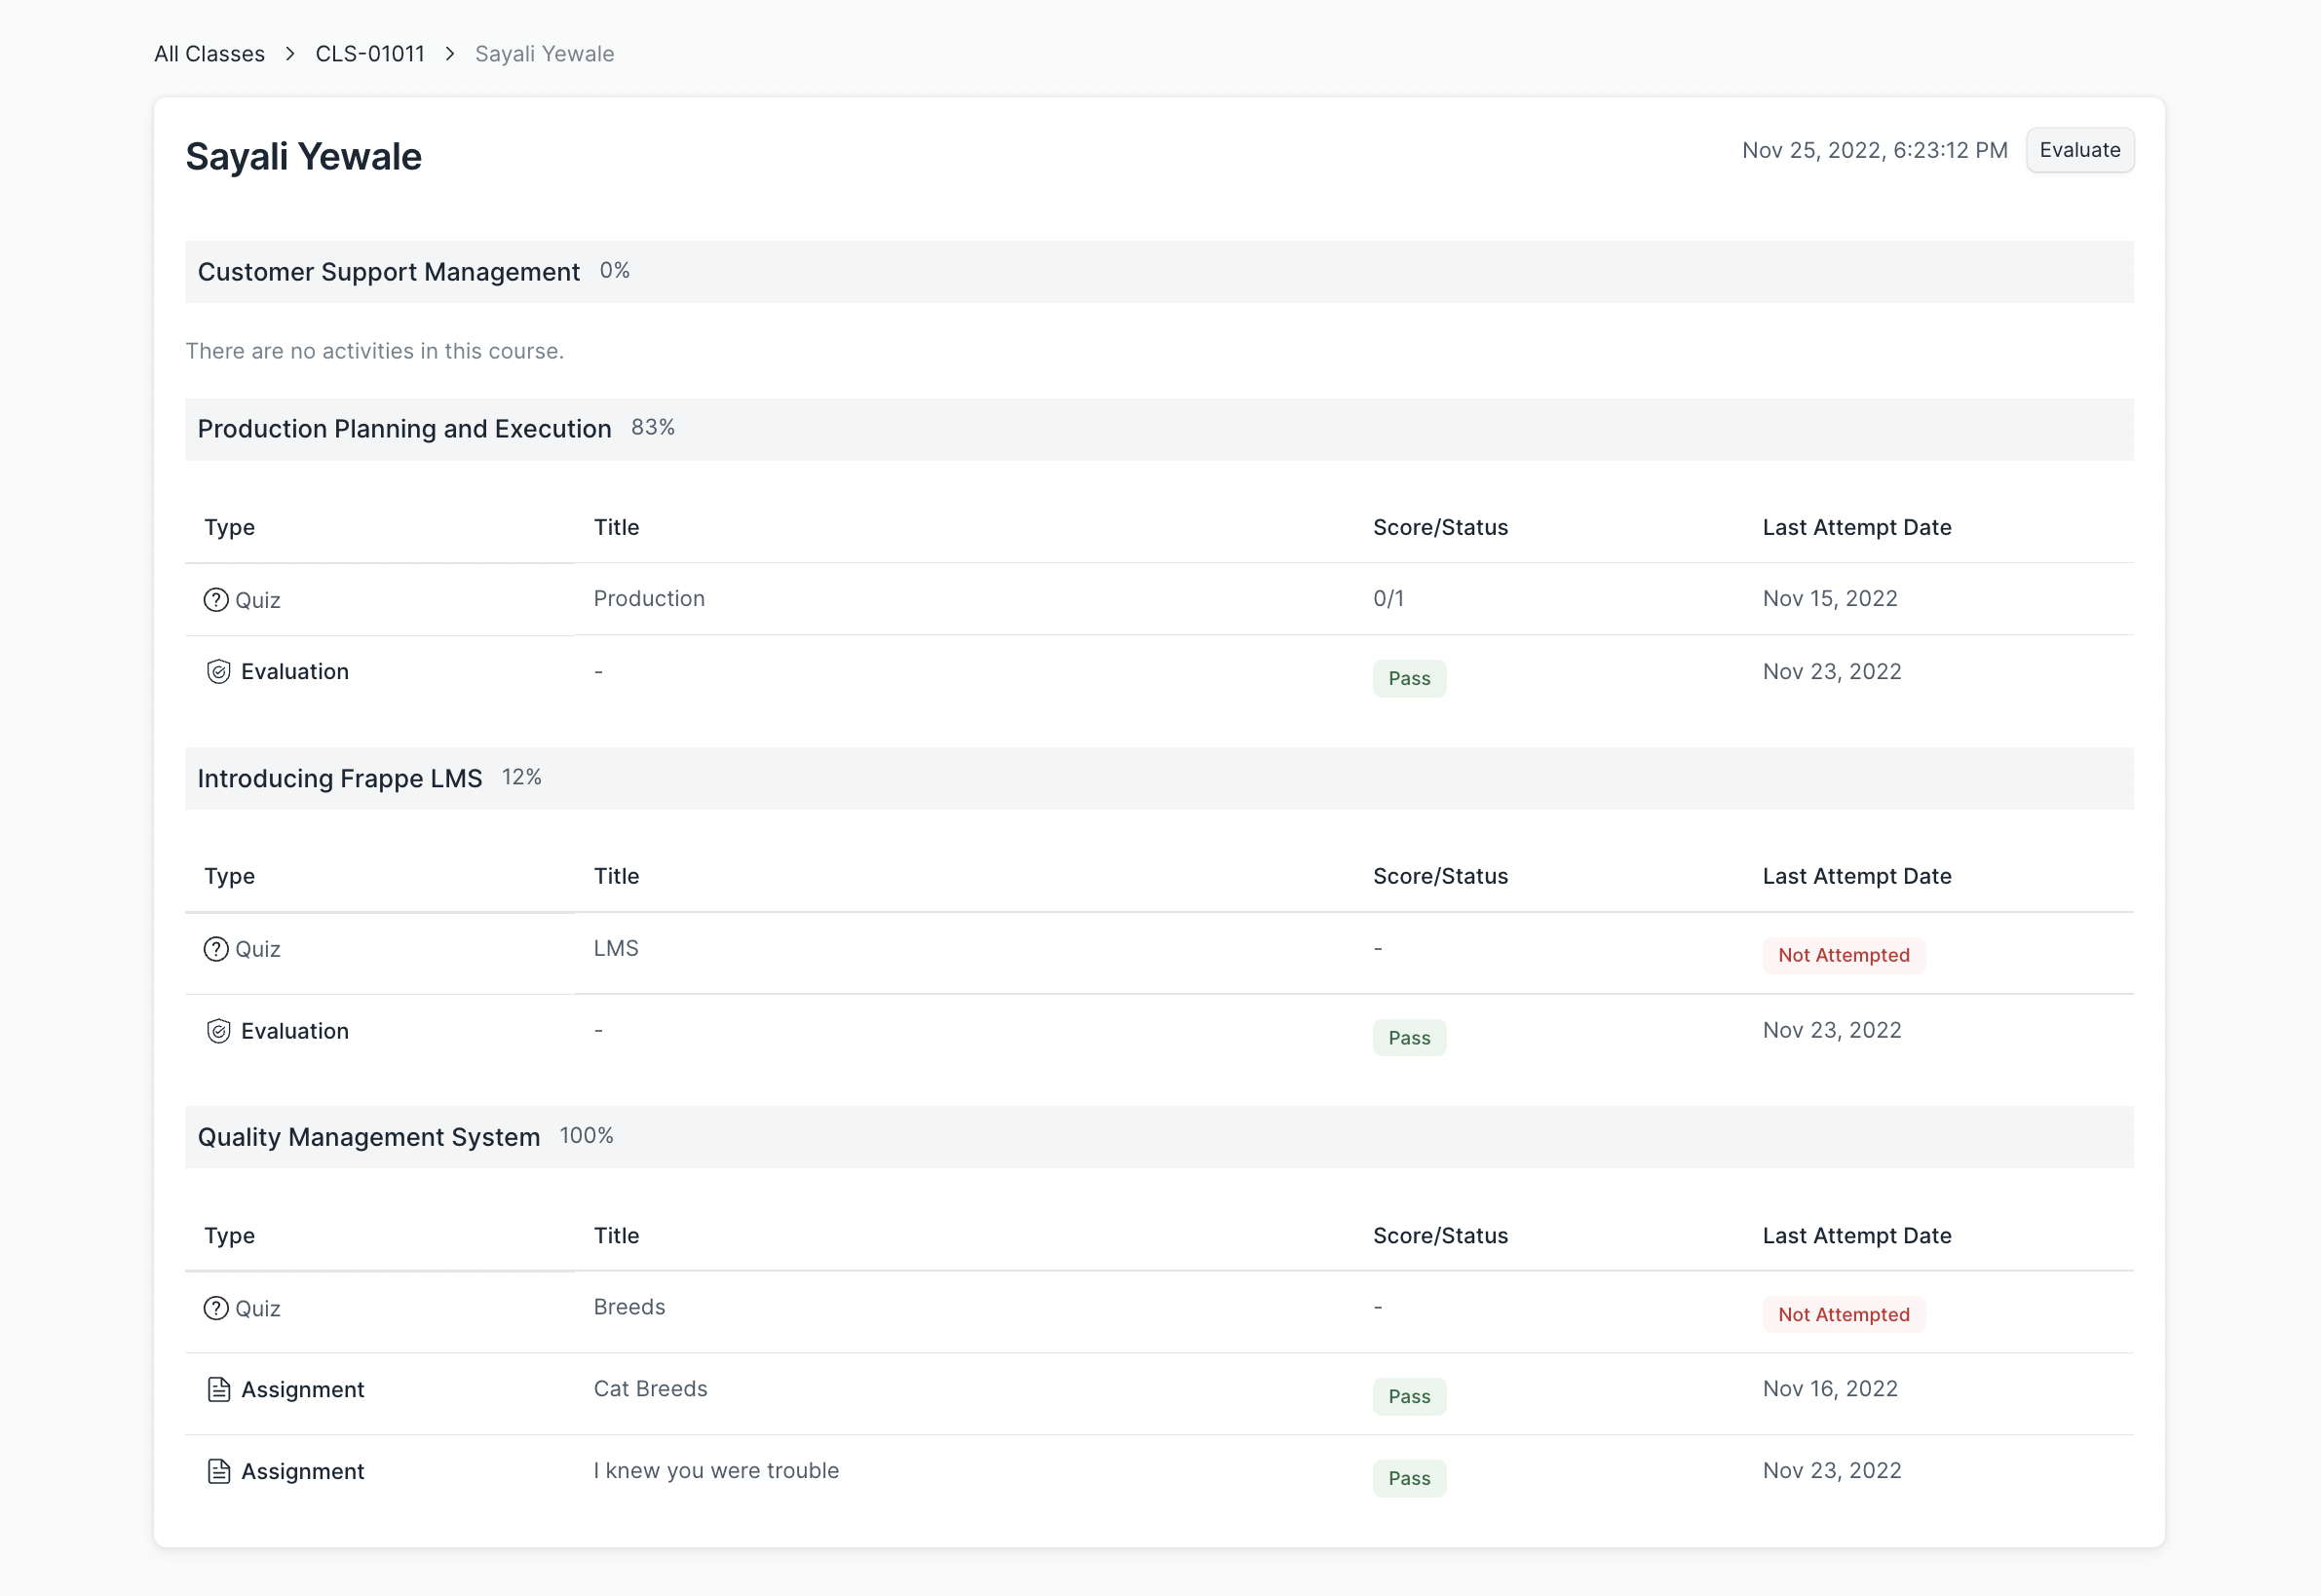 All Classes > CLS-01011 > Sayali Yewale
Sayali Yewale Nov 25, 2022, 6:23:12 PM Evaluate
Customer Support Management 0%
There are no activities in this course.
Production Planning and Execution 83%
Type Title Score/Status Last Attempt Date
Quiz Production 0/1 Nov 15, 2022
Evaluation - Pass Nov 23, 2022
Introducing Frappe LMS 12%
Type Title Score/Status Last Attempt Date
Quiz LMS - Not Attempted
Evaluation - Pass Nov 23, 2022
Quality Management System 100%
Type Title Score/Status Last Attempt Date
Quiz Breeds - Not Attempted
Assignment Cat Breeds Pass Nov 16, 2022
Assignment I knew you were trouble Pass Nov 23, 2022